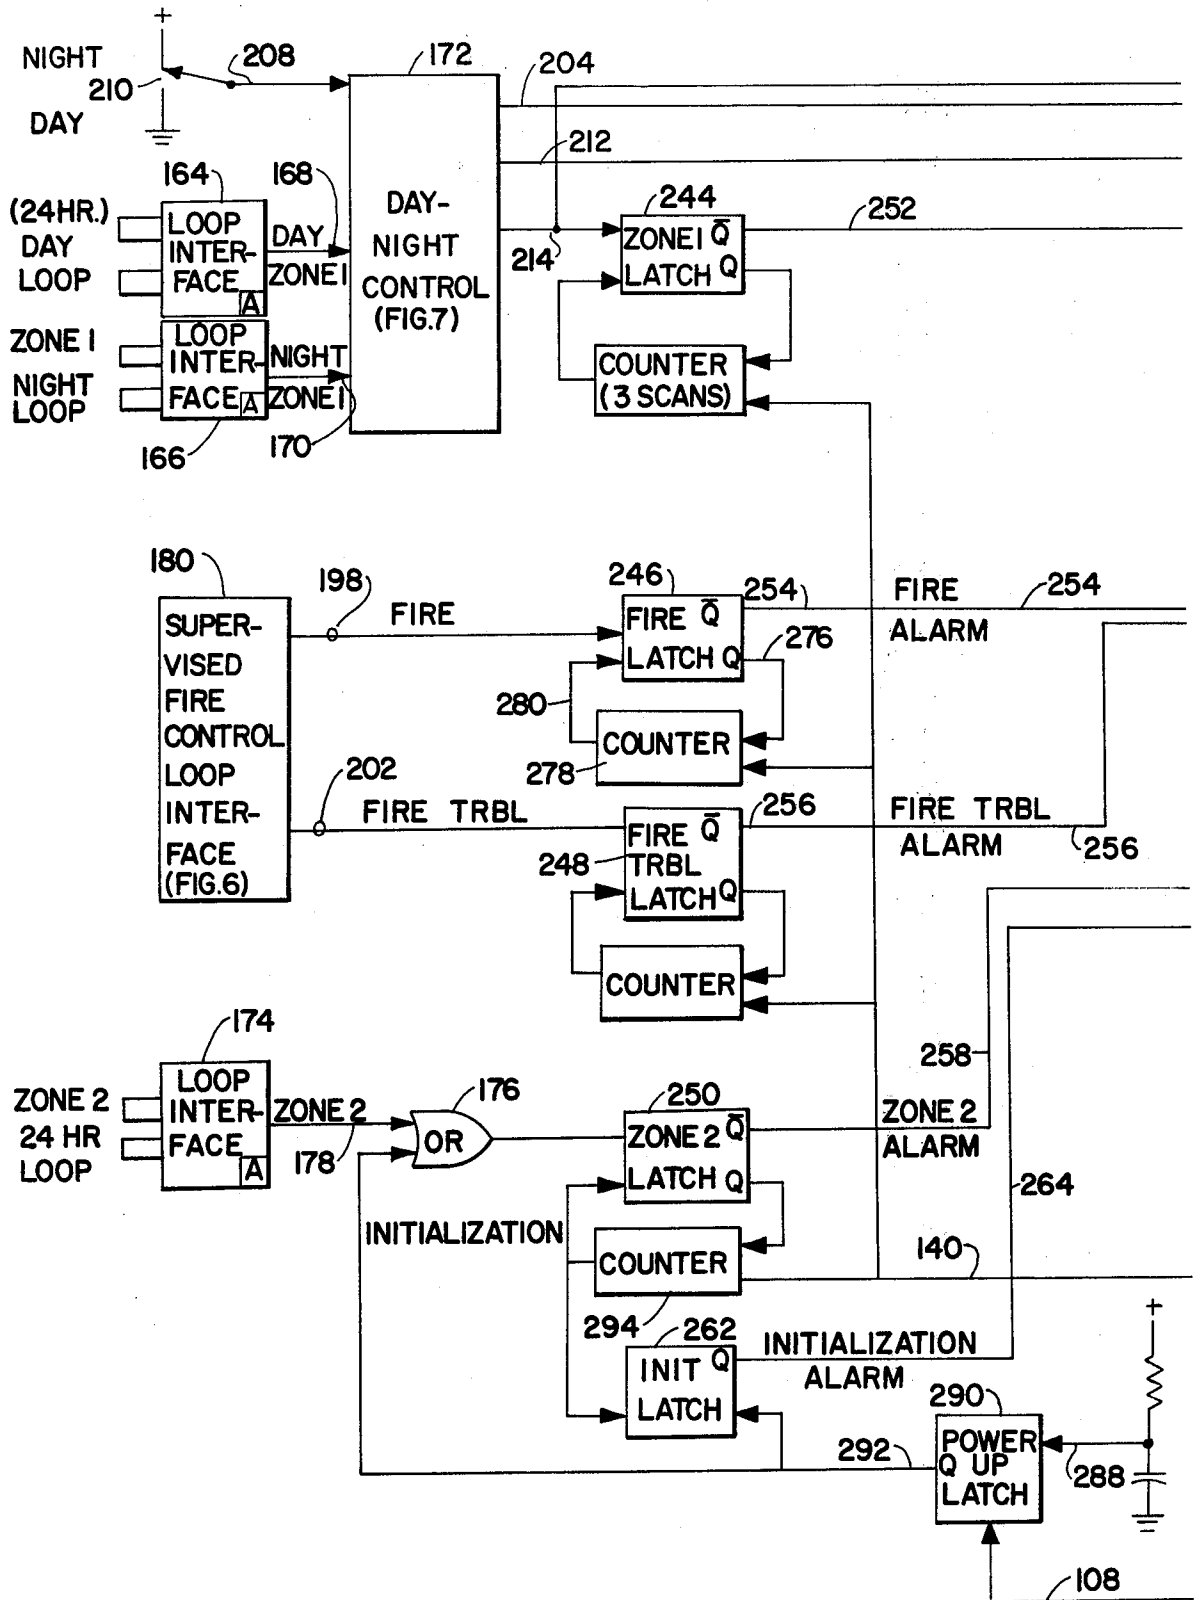 +
NIGHT
210
DAY
208
172
204
212
164
168
(24HR.)
DAY
LOOP
LOOP
INTER-
FACE
A
DAY
ZONE 1
ZONE 1
NIGHT
LOOP
LOOP
INTER-
FACE
A
NIGHT
ZONE 1
166
170
DAY-
NIGHT
CONTROL
(FIG.7)
214
244
ZONE 1 Q̅
LATCH Q
252
COUNTER
(3 SCANS)
180
198
FIRE
246
FIRE Q̅
LATCH Q
254
FIRE
ALARM
254
276
280
COUNTER
278
SUPER-
VISED
FIRE
CONTROL
LOOP
INTER-
FACE
(FIG.6)
202
FIRE TRBL
FIRE Q̅
TRBL
LATCH Q
248
256
FIRE TRBL
ALARM
256
COUNTER
174
ZONE 2
24 HR
LOOP
LOOP
INTER-
FACE
A
ZONE 2
178
176
OR
250
ZONE 2 Q̅
LATCH Q
258
ZONE 2
ALARM
264
INITIALIZATION
COUNTER
140
294
262
INIT Q
LATCH
INITIALIZATION
ALARM
+
290
POWER
Q UP
LATCH
292
288
108